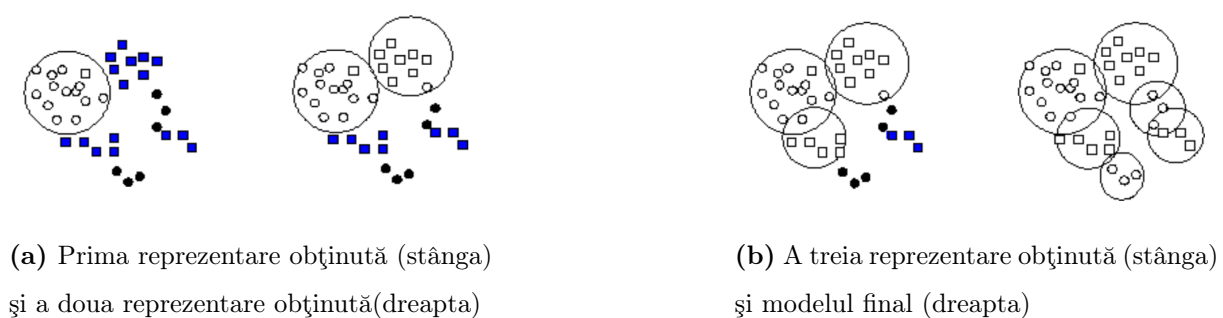 (a) Prima reprezentare obţinută (stânga)
şi a doua reprezentare obţinută(dreapta)
(b) A treia reprezentare obţinută (stânga)
şi modelul final (dreapta)